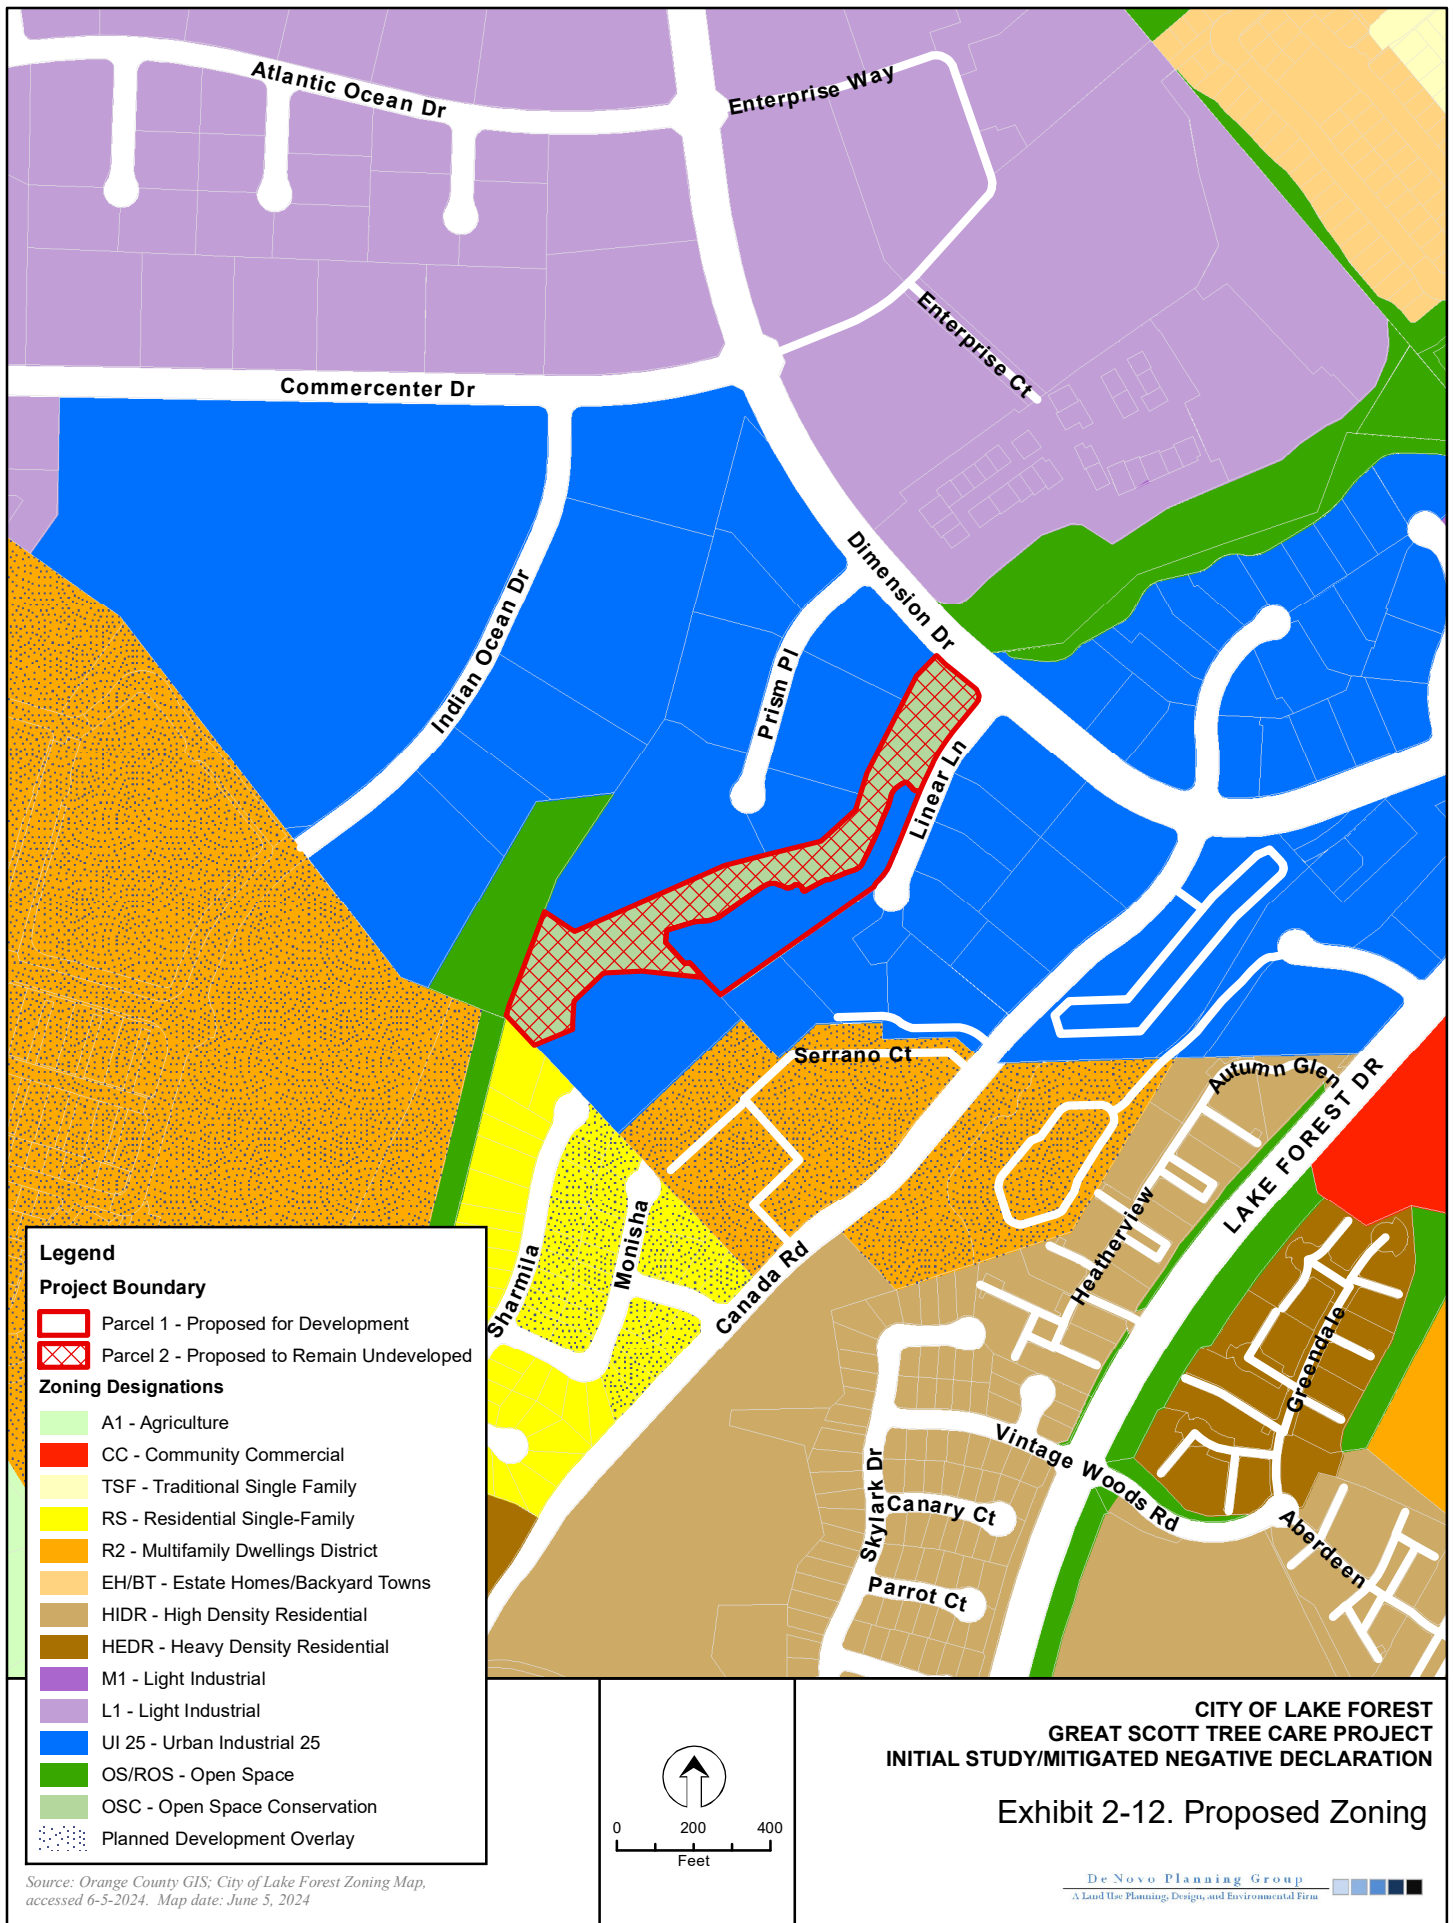 Atlantic Ocean Dr
Enterprise Way
Enterprise Ct
Commercenter Dr
Dimension Dr
Indian Ocean Dr
Prism Pl
Linear Ln
Serrano Ct
Autumn Glen
LAKE FOREST DR
Heatherview
Monisha
Sharmila
Canada Rd
Greendale
Vintage Woods Rd
Skylark Dr
Canary Ct
Aberdeen
Parrot Ct
Legend
Project Boundary
Parcel 1 - Proposed for Development
Parcel 2 - Proposed to Remain Undeveloped
Zoning Designations
A1 - Agriculture
CC - Community Commercial
TSF - Traditional Single Family
RS - Residential Single-Family
R2 - Multifamily Dwellings District
EH/BT - Estate Homes/Backyard Towns
HIDR - High Density Residential
HEDR - Heavy Density Residential
M1 - Light Industrial
L1 - Light Industrial
UI 25 - Urban Industrial 25
OS/ROS - Open Space
OSC - Open Space Conservation
Planned Development Overlay
Source: Orange County GIS; City of Lake Forest Zoning Map,
accessed 6-5-2024. Map date: June 5, 2024
0 200 400
Feet
CITY OF LAKE FOREST
GREAT SCOTT TREE CARE PROJECT
INITIAL STUDY/MITIGATED NEGATIVE DECLARATION
Exhibit 2-12. Proposed Zoning
De Novo Planning Group
A Land Use Planning, Design, and Environmental Firm